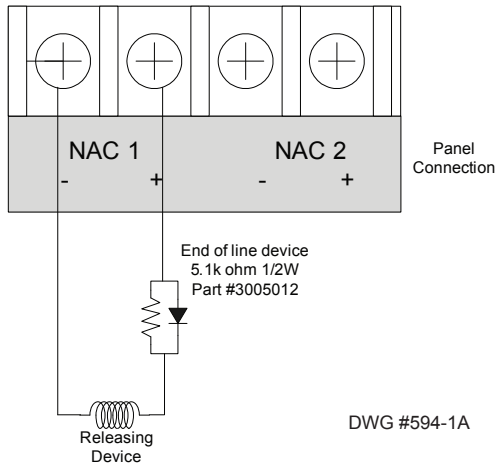 NAC 1
NAC 2
- +
- +
Panel
Connection
End of line device
5.1k ohm 1/2W
Part #3005012
Releasing
Device
DWG #594-1A